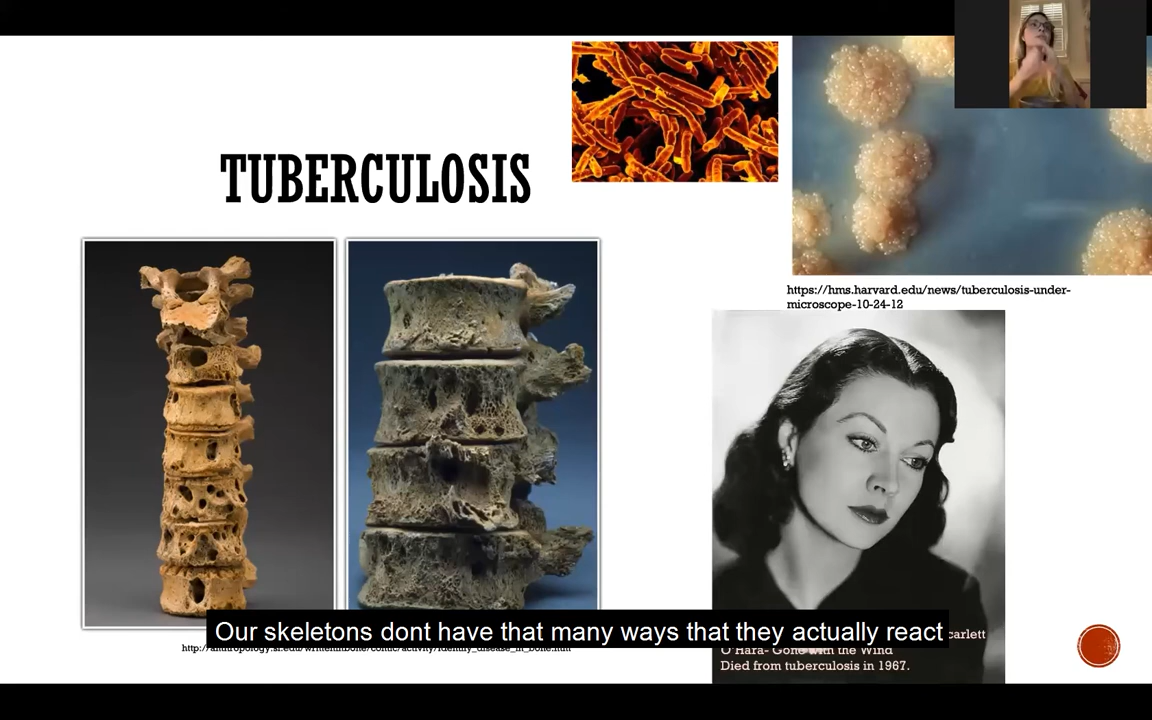 TUBERCULOSIS
https://hms.harvard.edu/news/tuberculosis-under-
microscope-10-24-12
Our skeletons dont have that many ways that they actually react
carlett
O'Hara- Gone with the Wind
Died from tuberculosis in 1967.